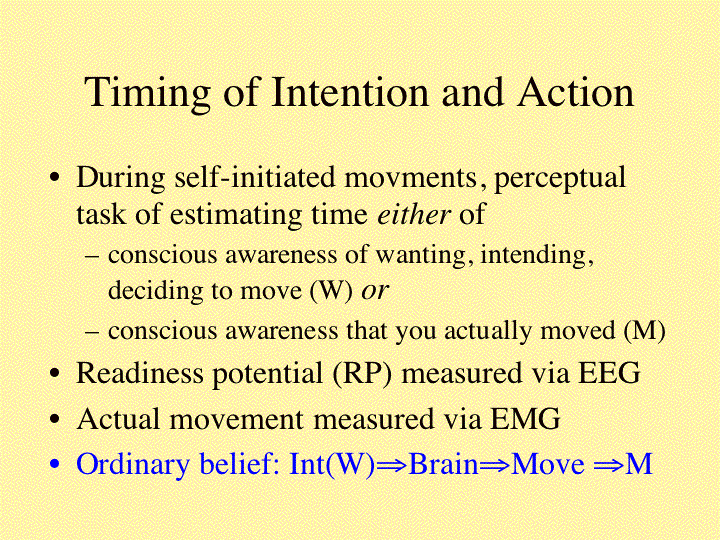 Timing of Intention and Action
• During self-initiated movments, perceptual
task of estimating time either of
– conscious awareness of wanting, intending,
deciding to move (W) or
– conscious awareness that you actually moved (M)
• Readiness potential (RP) measured via EEG
• Actual movement measured via EMG
• Ordinary belief: Int(W)⇒Brain⇒Move ⇒M